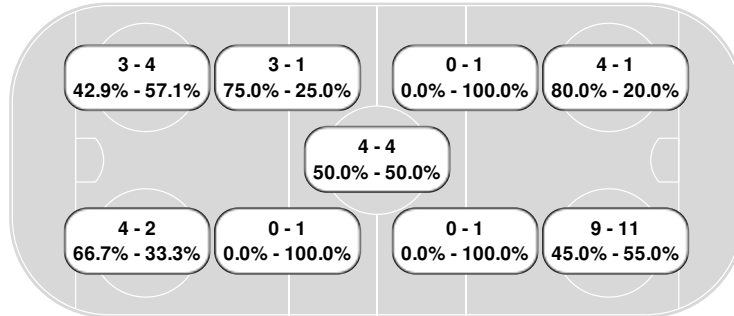 3 - 4
42.9% - 57.1%
3 - 1
75.0% - 25.0%
0 - 1
0.0% - 100.0%
4 - 1
80.0% - 20.0%
4 - 4
50.0% - 50.0%
4 - 2
66.7% - 33.3%
0 - 1
0.0% - 100.0%
0 - 1
0.0% - 100.0%
9 - 11
45.0% - 55.0%